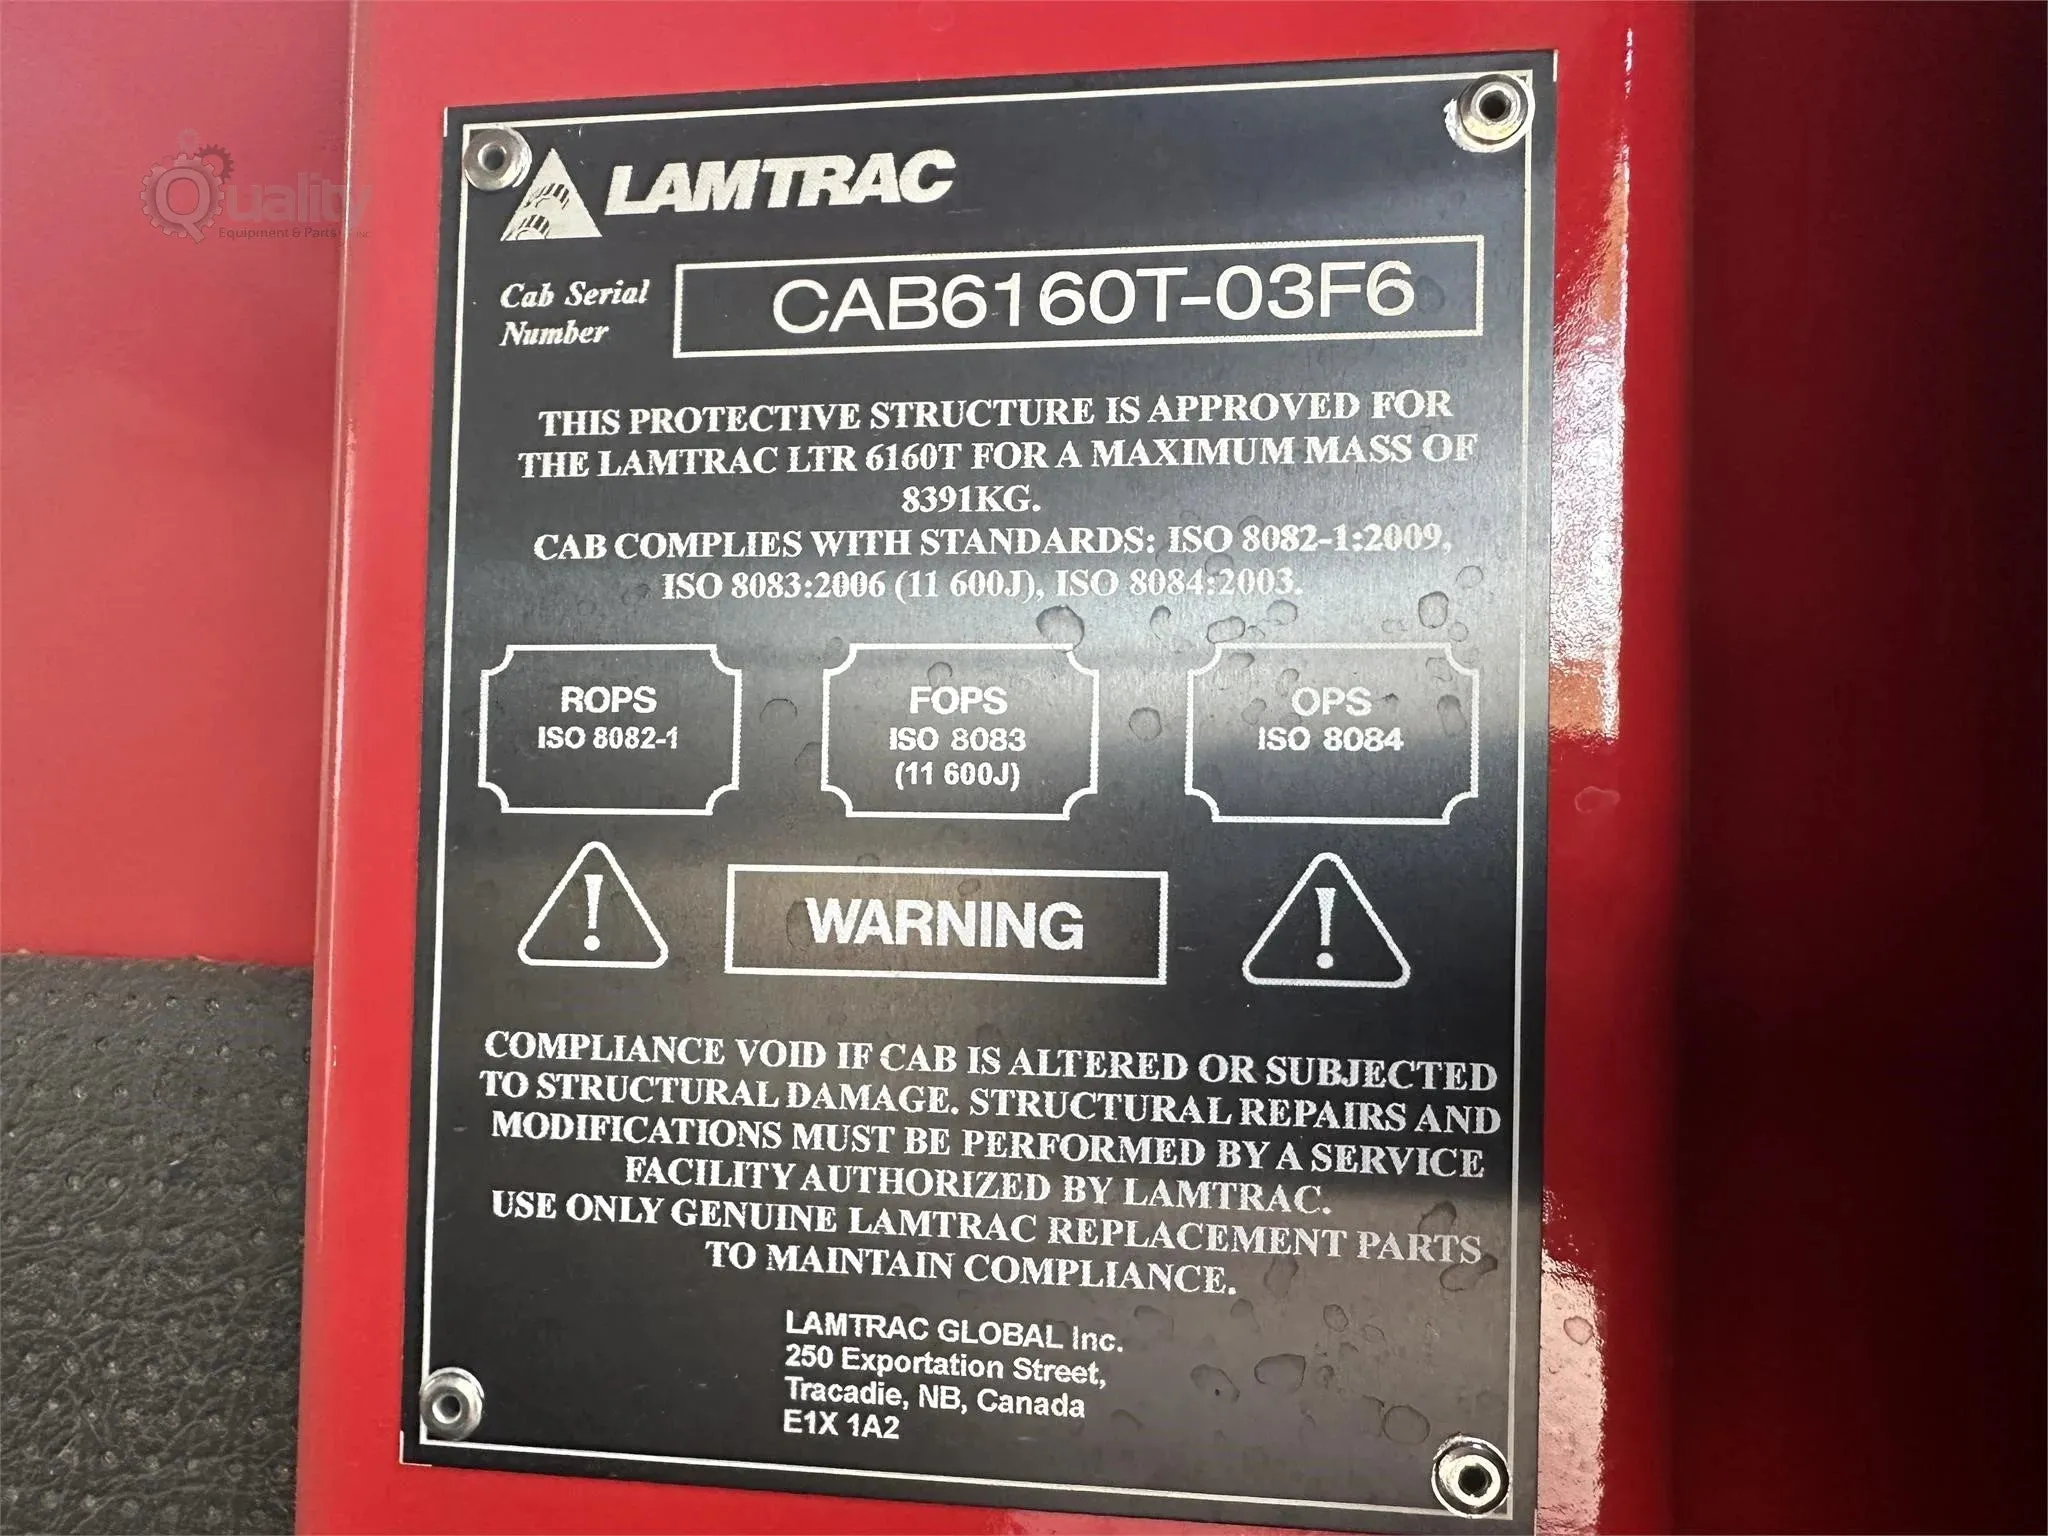 Quality
Equipment & Parts INC
LAMTRAC
Cab Serial
Number
CAB6160T-03F6
THIS PROTECTIVE STRUCTURE IS APPROVED FOR
THE LAMTRAC LTR 6160T FOR A MAXIMUM MASS OF
8391KG.
CAB COMPLIES WITH STANDARDS: ISO 8082-1:2009,
ISO 8083:2006 (11 600J), ISO 8084:2003.
ROPS
ISO 8082-1
FOPS
ISO 8083
(11 600J)
OPS
ISO 8084
!
WARNING
!
COMPLIANCE VOID IF CAB IS ALTERED OR SUBJECTED
TO STRUCTURAL DAMAGE. STRUCTURAL REPAIRS AND
MODIFICATIONS MUST BE PERFORMED BY A SERVICE
FACILITY AUTHORIZED BY LAMTRAC.
USE ONLY GENUINE LAMTRAC REPLACEMENT PARTS
TO MAINTAIN COMPLIANCE.
LAMTRAC GLOBAL Inc.
250 Exportation Street,
Tracadie, NB, Canada
E1X 1A2